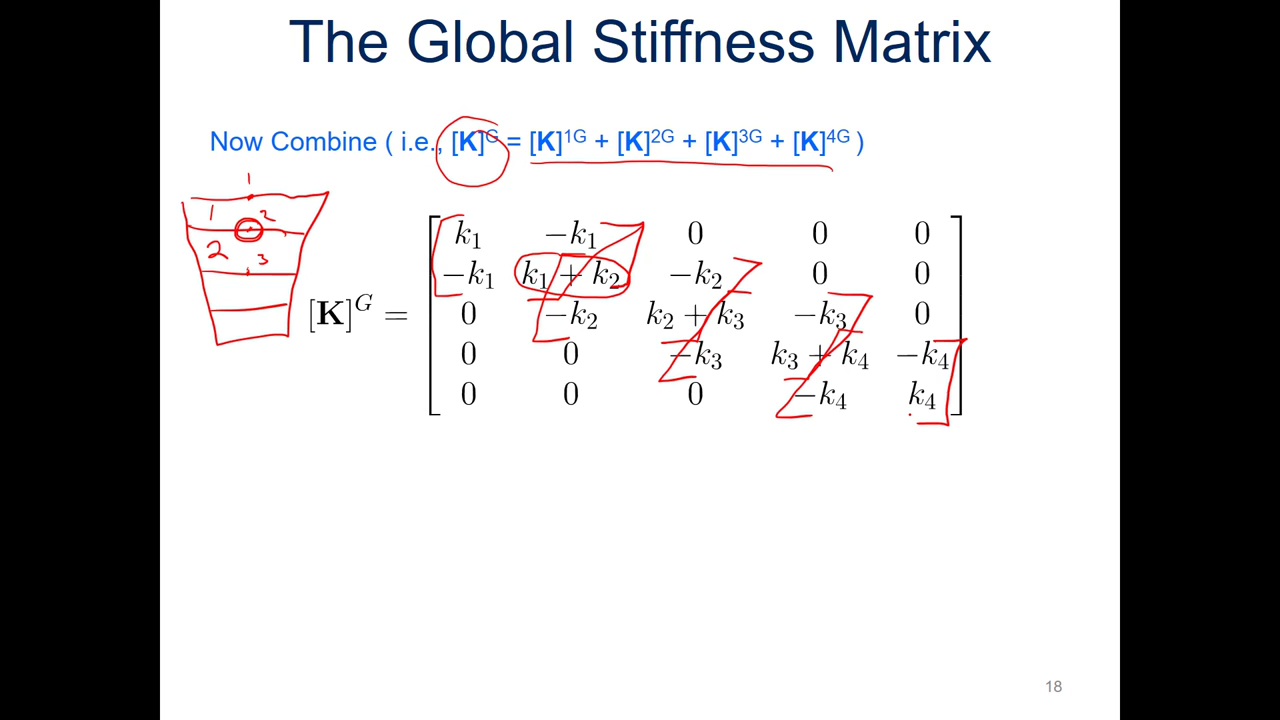 The Global Stiffness Matrix
Now Combine ( i.e., [K]ᴳ = [K]¹ᴳ + [K]²ᴳ + [K]³ᴳ + [K]⁴ᴳ )
1
1 2
2 3
[K]ᴳ =
k₁ −k₁ 0 0 0
−k₁ k₁ + k₂ −k₂ 0 0
0 −k₂ k₂ + k₃ −k₃ 0
0 0 −k₃ k₃ + k₄ −k₄
0 0 0 −k₄ k₄
18